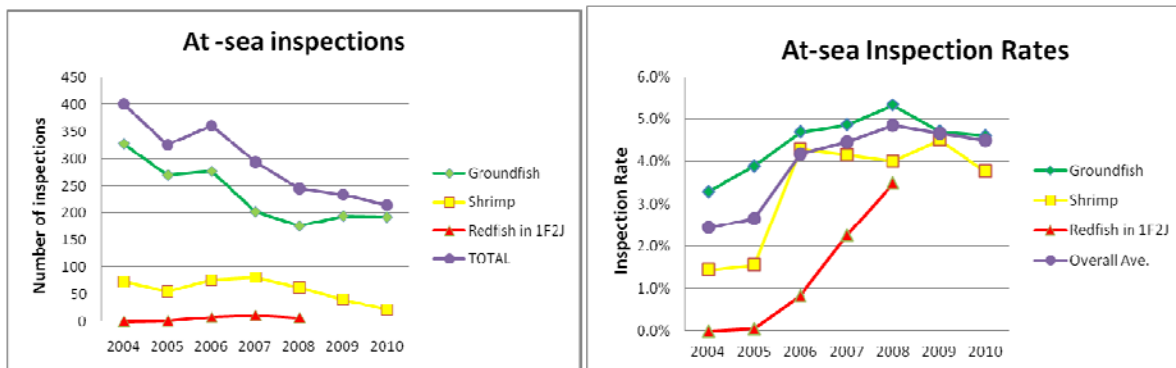 At -sea inspections
450
400
350
300
250
200
150
100
50
0
Number of inspections
2004 2005 2006 2007 2008 2009 2010
Groundfish
Shrimp
Redfish in 1F2J
TOTAL
At-sea Inspection Rates
6.0%
5.0%
4.0%
3.0%
2.0%
1.0%
0.0%
Inspection Rate
2004 2005 2006 2007 2008 2009 2010
Groundfish
Shrimp
Redfish in 1F2J
Overall Ave.